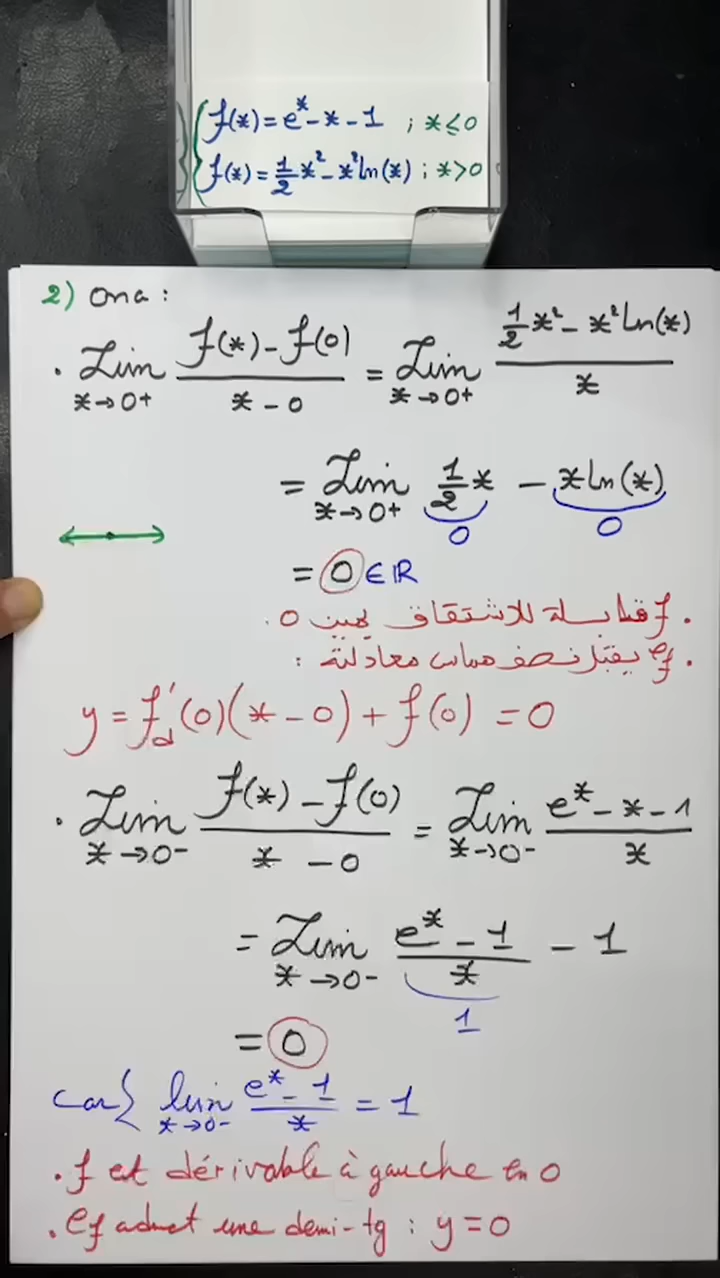 f(x) = e^x - x - 1 ; x ≤ 0
f(x) = 1/2 x² - x² ln(x) ; x > 0
2) On a :
. Lim x→0+ (f(x) - f(0))/(x - 0) = Lim x→0+ (1/2 x² - x² Ln(x))/x
= Lim x→0+ 1/2 x - x Ln(x)
0 0
= 0 ∈ ℝ
. f قابلة للاشتقاق يمين 0.
. Cf يقبل نصف مماس معادلته :
y = f'd(0)(x - 0) + f(0) = 0
. Lim x→0- (f(x) - f(0))/(x - 0) = Lim x→0- (e^x - x - 1)/x
= Lim x→0- (e^x - 1)/x - 1
1
= 0
car { lim x→0- (e^x - 1)/x = 1
. f est dérivable à gauche en 0
. Cf admet une demi-tg : y = 0